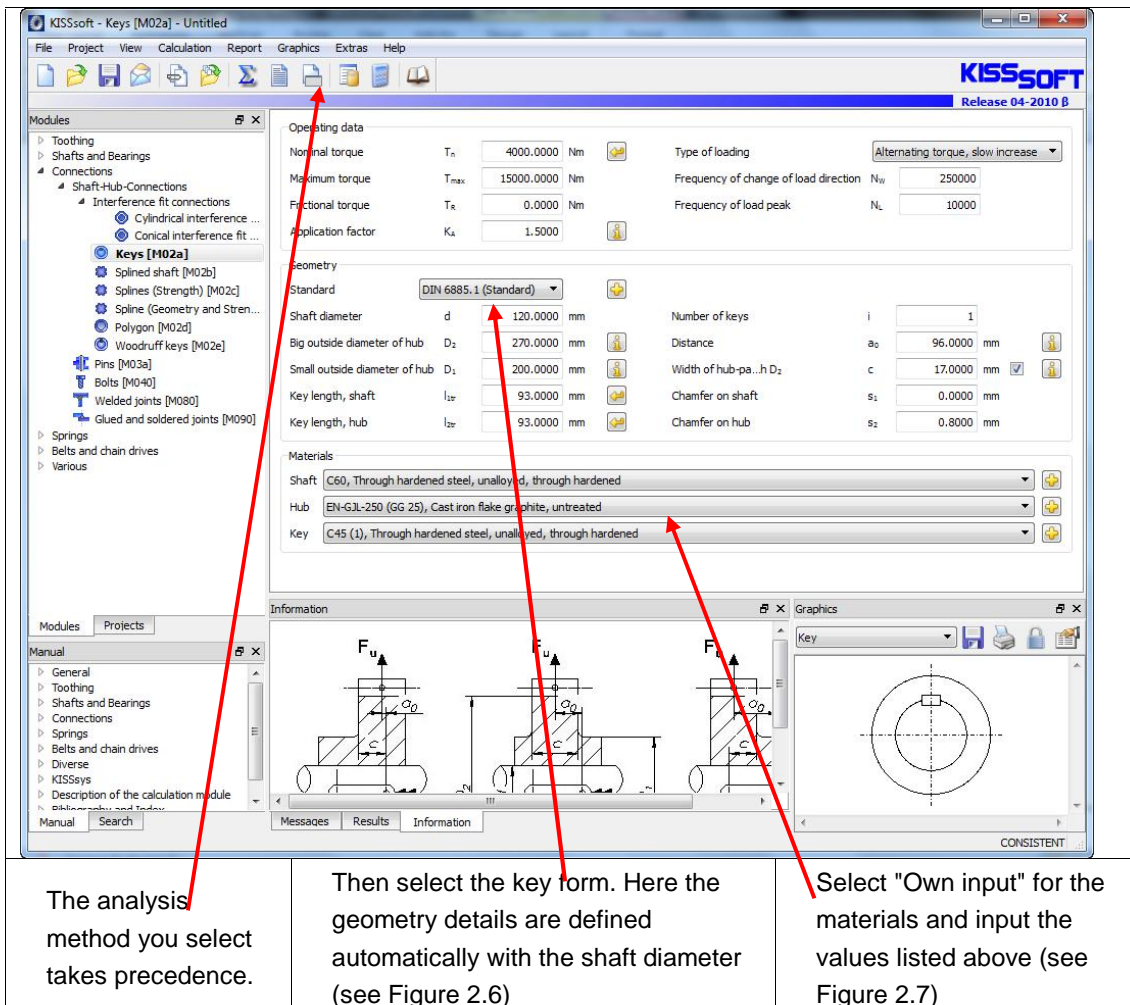 KISSsoft - Keys [M02a] - Untitled
File Project View Calculation Report Graphics Extras Help
KISSsOFT
Release 04-2010 β
Modules
Toothing
Shafts and Bearings
Connections
Shaft-Hub-Connections
Interference fit connections
Cylindrical interference ...
Conical interference fit ...
Keys [M02a]
Splined shaft [M02b]
Splines (Strength) [M02c]
Spline (Geometry and Stren...
Polygon [M02d]
Woodruff keys [M02e]
Pins [M03a]
Bolts [M040]
Welded joints [M080]
Glued and soldered joints [M090]
Springs
Belts and chain drives
Various
Modules Projects
Manual
General
Toothing
Shafts and Bearings
Connections
Springs
Belts and chain drives
Diverse
KISSsys
Description of the calculation module
Bibliography and Index
Manual Search
Operating data
Nominal torque Tn 4000.0000 Nm Type of loading Alternating torque, slow increase
Maximum torque Tmax 15000.0000 Nm Frequency of change of load direction NW 250000
Frictional torque TR 0.0000 Nm Frequency of load peak NL 10000
Application factor KA 1.5000
Geometry
Standard DIN 6885.1 (Standard)
Shaft diameter d 120.0000 mm Number of keys i 1
Big outside diameter of hub D2 270.0000 mm Distance a0 96.0000 mm
Small outside diameter of hub D1 200.0000 mm Width of hub-pa...h D2 c 17.0000 mm
Key length, shaft l1tr 93.0000 mm Chamfer on shaft s1 0.0000 mm
Key length, hub l2tr 93.0000 mm Chamfer on hub s2 0.8000 mm
Materials
Shaft C60, Through hardened steel, unalloyed, through hardened
Hub EN-GJL-250 (GG 25), Cast iron flake graphite, untreated
Key C45 (1), Through hardened steel, unalloyed, through hardened
Information
Fu Fu
a0 a0
c c c
Messages Results Information
Graphics
Key
CONSISTENT
The analysis
method you select
takes precedence.
Then select the key form. Here the
geometry details are defined
automatically with the shaft diameter
(see Figure 2.6)
Select "Own input" for the
materials and input the
values listed above (see
Figure 2.7)